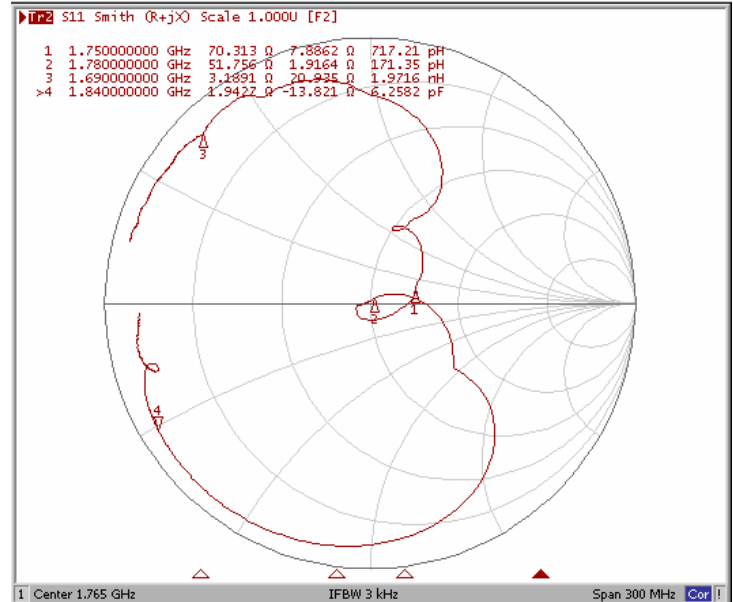 Tr2 S11 Smith (R+jX) Scale 1.000U [F2]
1 1.750000000 GHz 70.313 Ω 7.8862 Ω 717.21 pH
2 1.780000000 GHz 51.756 Ω 1.9164 Ω 171.35 pH
3 1.690000000 GHz 3.1891 Ω 20.935 Ω 1.9716 nH
>4 1.840000000 GHz 1.9427 Ω -13.821 Ω 6.2582 pF
3
2
1
4
1 Center 1.765 GHz IFBW 3 kHz Span 300 MHz Cor !